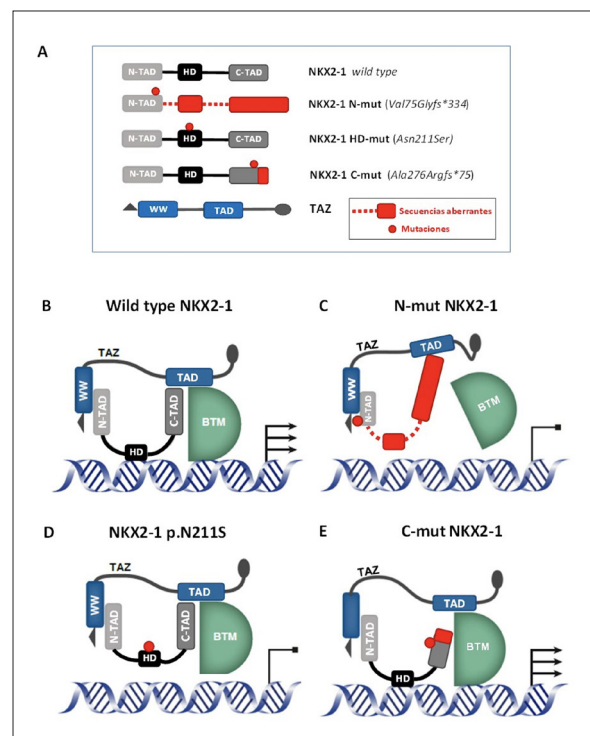 A
N-TAD HD C-TAD NKX2-1 wild type
N-TAD NKX2-1 N-mut (Val75Glyfs*334)
N-TAD HD C-TAD NKX2-1 HD-mut (Asn211Ser)
N-TAD HD NKX2-1 C-mut (Ala276Argfs*75)
WW TAD TAZ
Secuencias aberrantes
Mutaciones
B Wild type NKX2-1
TAZ
WW
TAD
N-TAD
C-TAD
BTM
HD
C N-mut NKX2-1
TAZ
TAD
WW
N-TAD
BTM
D NKX2-1 p.N211S
TAZ
WW
TAD
N-TAD
C-TAD
BTM
HD
E C-mut NKX2-1
TAZ
TAD
N-TAD
BTM
HD